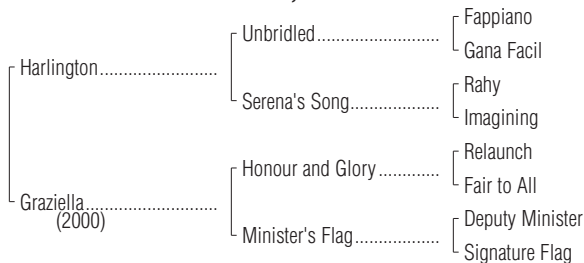 Fappiano
Unbridled
Gana Facil
Harlington
Rahy
Serena's Song
Imagining
Relaunch
Honour and Glory
Fair to All
Graziella
(2000)
Deputy Minister
Minister's Flag
Signature Flag